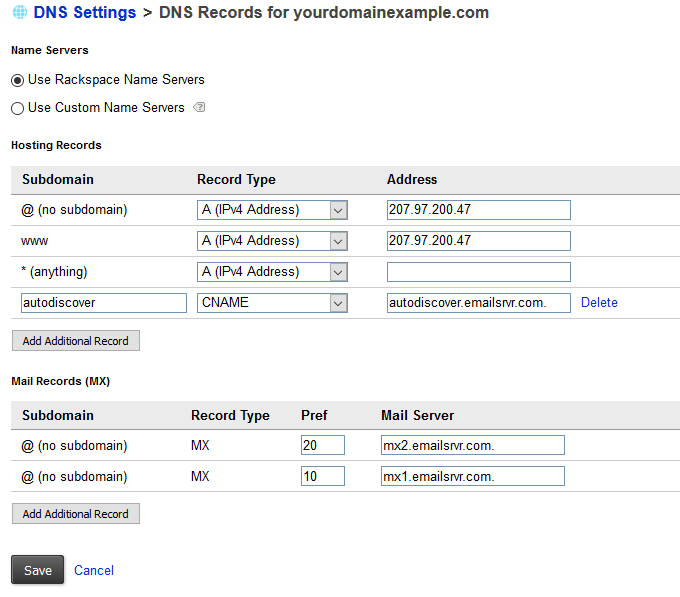 DNS Settings > DNS Records for yourdomainexample.com
Name Servers
Use Rackspace Name Servers
Use Custom Name Servers ?
Hosting Records
Subdomain Record Type Address
@ (no subdomain) A (IPv4 Address) 207.97.200.47
www A (IPv4 Address) 207.97.200.47
* (anything) A (IPv4 Address)
autodiscover CNAME autodiscover.emailsrvr.com. Delete
Add Additional Record
Mail Records (MX)
Subdomain Record Type Pref Mail Server
@ (no subdomain) MX 20 mx2.emailsrvr.com.
@ (no subdomain) MX 10 mx1.emailsrvr.com.
Add Additional Record
Save Cancel